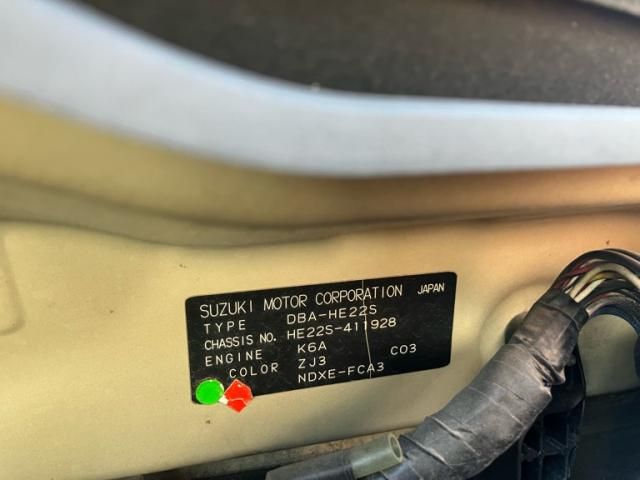 SUZUKI MOTOR CORPORATION JAPAN
TYPE DBA-HE22S
CHASSIS NO. HE22S-411928
ENGINE K6A
COLOR ZJ3 C03
NDXE-FCA3